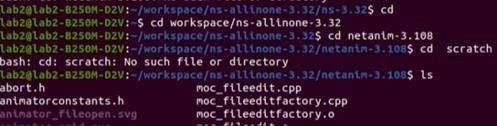 lab2@lab2-B250M-D2V:~/workspace/ns-allinone-3.32/ns-3.32$ cd
lab2@lab2-B250M-D2V:~$ cd workspace/ns-allinone-3.32
lab2@lab2-B250M-D2V:~/workspace/ns-allinone-3.32$ cd netanim-3.108
lab2@lab2-B250M-D2V:~/workspace/ns-allinone-3.32/netanim-3.108$ cd  scratch
bash: cd: scratch: No such file or directory
lab2@lab2-B250M-D2V:~/workspace/ns-allinone-3.32/netanim-3.108$ ls
abort.h moc_fileedit.cpp
animatorconstants.h moc_fileeditfactory.cpp
animator_fileopen.svg moc_fileeditfactory.o